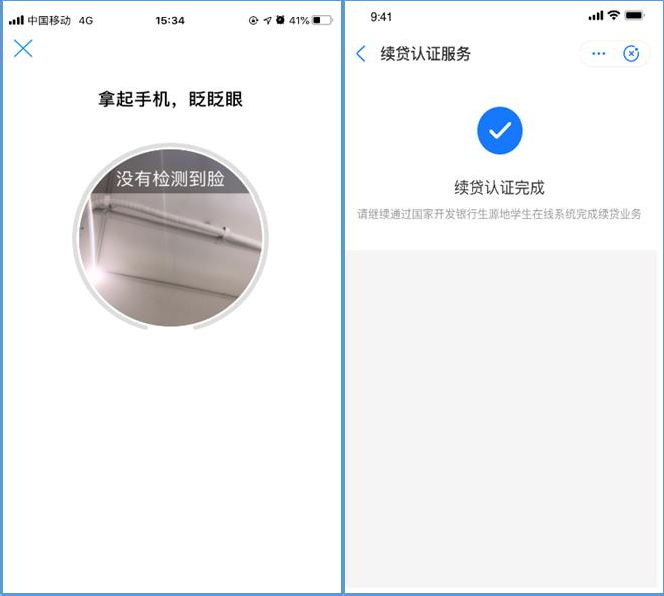 中国移动 4G 15:34 41%
拿起手机，眨眨眼
没有检测到脸
9:41
续贷认证服务
续贷认证完成
请继续通过国家开发银行生源地学生在线系统完成续贷业务